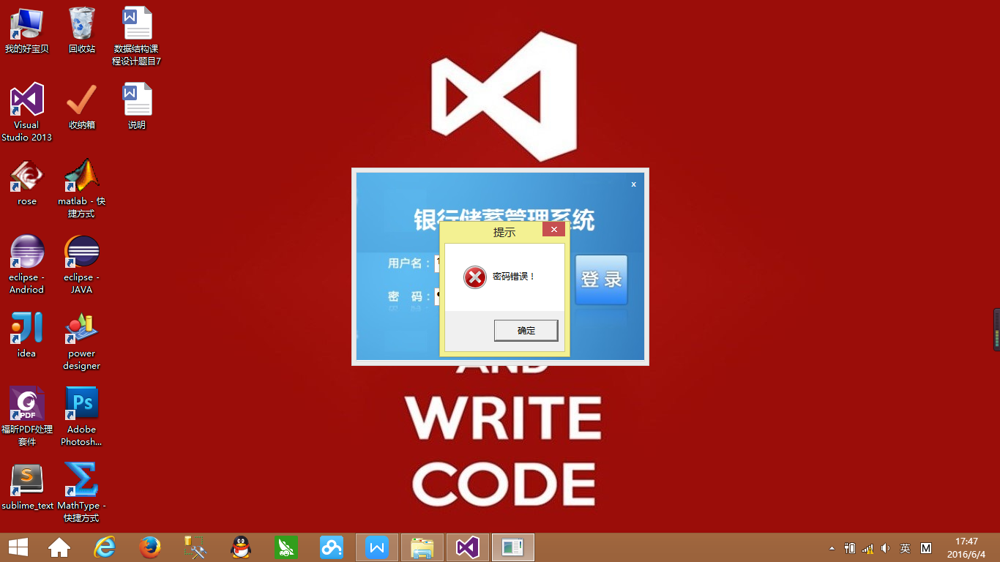 我的好宝贝
回收站
数据结构课
程设计题目7
Visual
Studio 2013
收纳箱
说明
rose
matlab - 快
捷方式
eclipse -
Andriod
eclipse -
JAVA
idea
power
designer
PDF
福昕PDF处理
套件
Ps
Adobe
Photosh...
S
sublime_text
MathType -
快捷方式
x
银行储蓄管理系统
提示
用户名：
密 码：
密码错误！
确定
登 录
AND
WRITE
CODE
英
M
17:47
2016/6/4